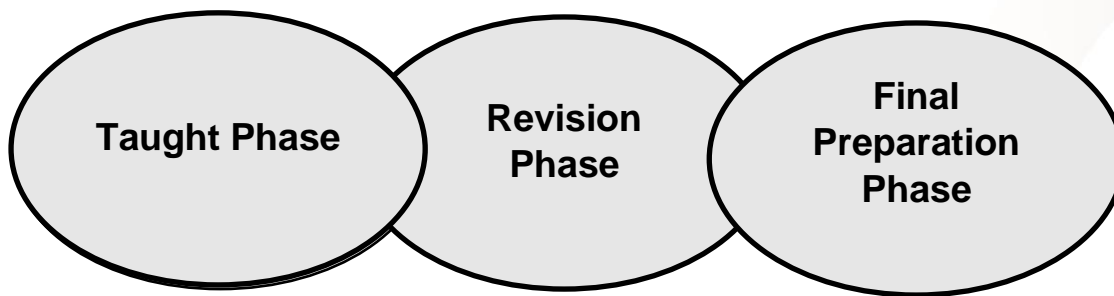 Taught Phase
Revision
Phase
Final
Preparation
Phase